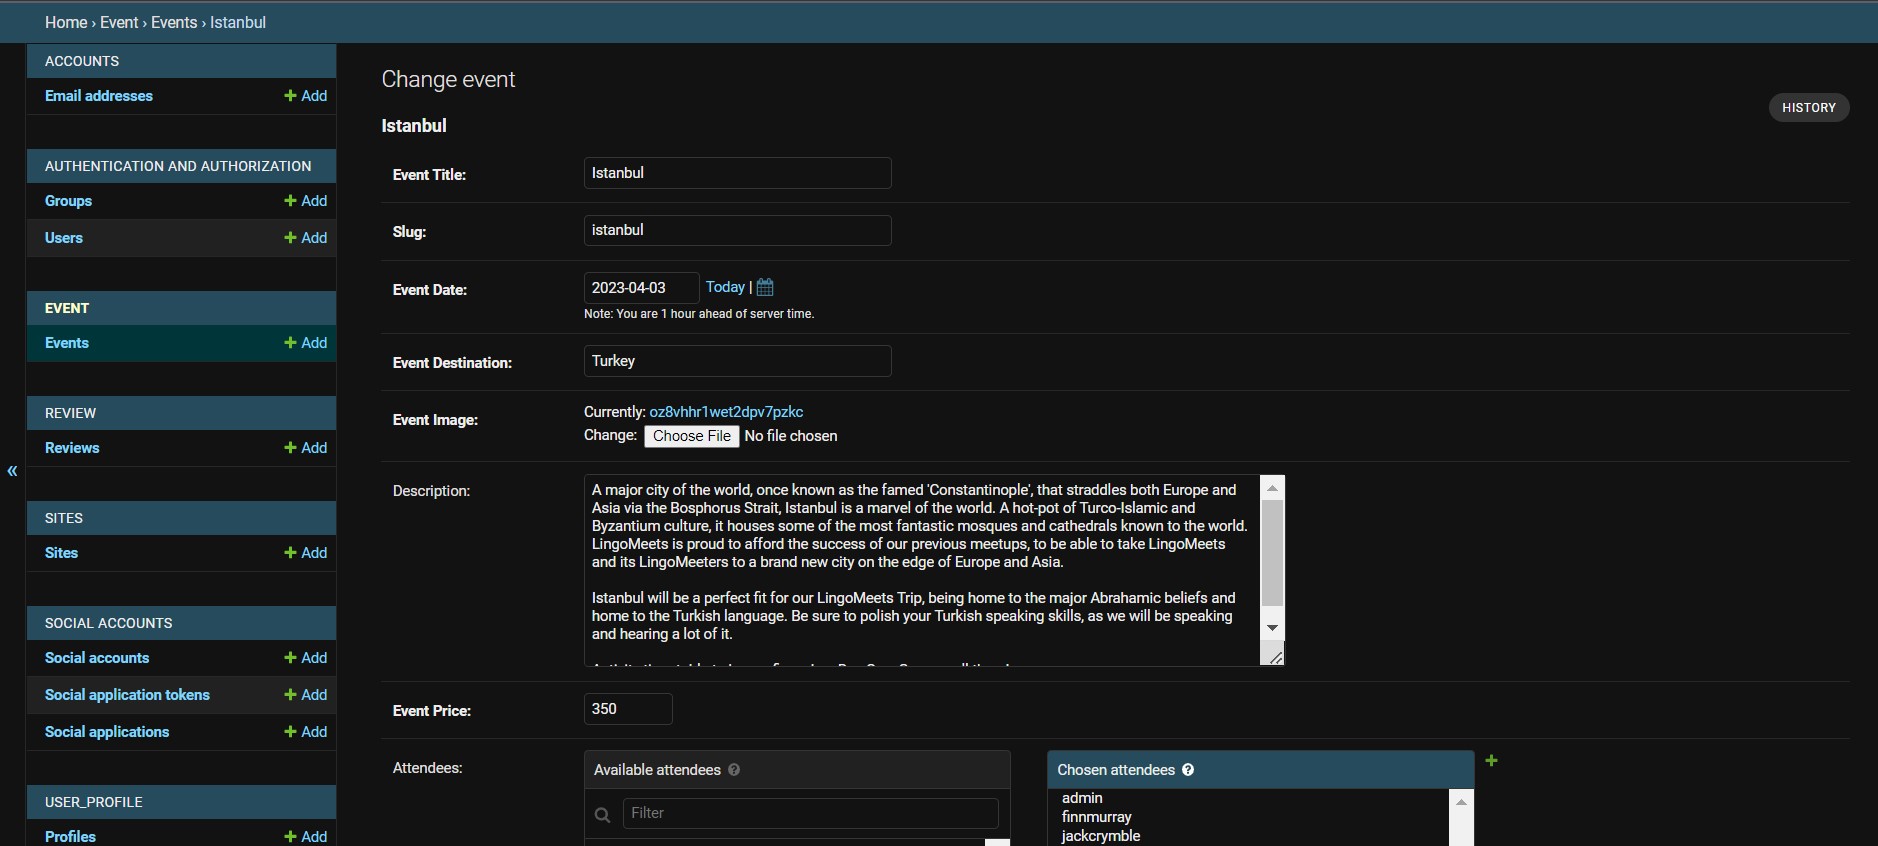 Home › Event › Events › Istanbul
ACCOUNTS
Email addresses + Add
AUTHENTICATION AND AUTHORIZATION
Groups + Add
Users + Add
EVENT
Events + Add
REVIEW
Reviews + Add
«
SITES
Sites + Add
SOCIAL ACCOUNTS
Social accounts + Add
Social application tokens + Add
Social applications + Add
USER_PROFILE
Profiles + Add
Change event
HISTORY
Istanbul
Event Title: Istanbul
Slug: istanbul
Event Date: 2023-04-03 Today |
Note: You are 1 hour ahead of server time.
Event Destination: Turkey
Event Image: Currently: oz8vhhr1wet2dpv7pzkc
Change: Choose File No file chosen
Description:
A major city of the world, once known as the famed 'Constantinople', that straddles both Europe and
Asia via the Bosphorus Strait, Istanbul is a marvel of the world. A hot-pot of Turco-Islamic and
Byzantium culture, it houses some of the most fantastic mosques and cathedrals known to the world.
LingoMeets is proud to afford the success of our previous meetups, to be able to take LingoMeets
and its LingoMeeters to a brand new city on the edge of Europe and Asia.
Istanbul will be a perfect fit for our LingoMeets Trip, being home to the major Abrahamic beliefs and
home to the Turkish language. Be sure to polish your Turkish speaking skills, as we will be speaking
and hearing a lot of it.
Event Price: 350
Attendees:
Available attendees ?
Filter
Chosen attendees ?
+
admin
finnmurray
jackcrymble